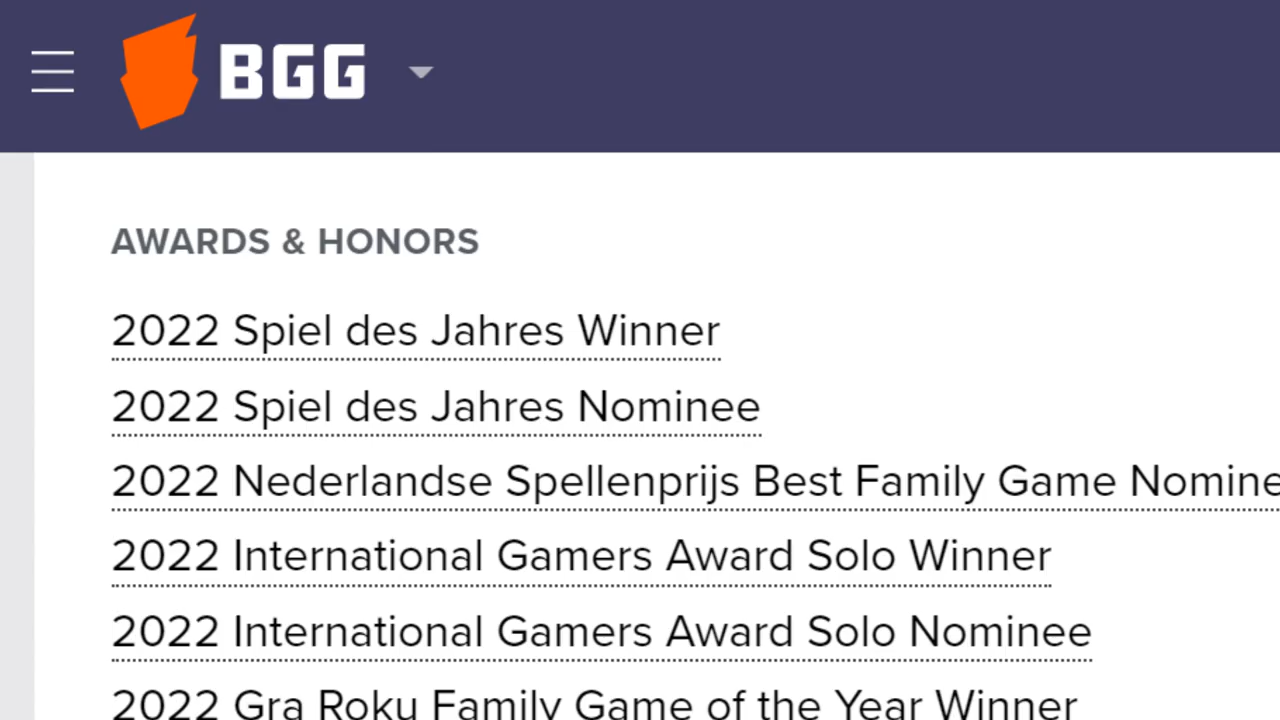 BGG
AWARDS & HONORS
2022 Spiel des Jahres Winner
2022 Spiel des Jahres Nominee
2022 Nederlandse Spellenprijs Best Family Game Nomine
2022 International Gamers Award Solo Winner
2022 International Gamers Award Solo Nominee
2022 Gra Roku Family Game of the Year Winner